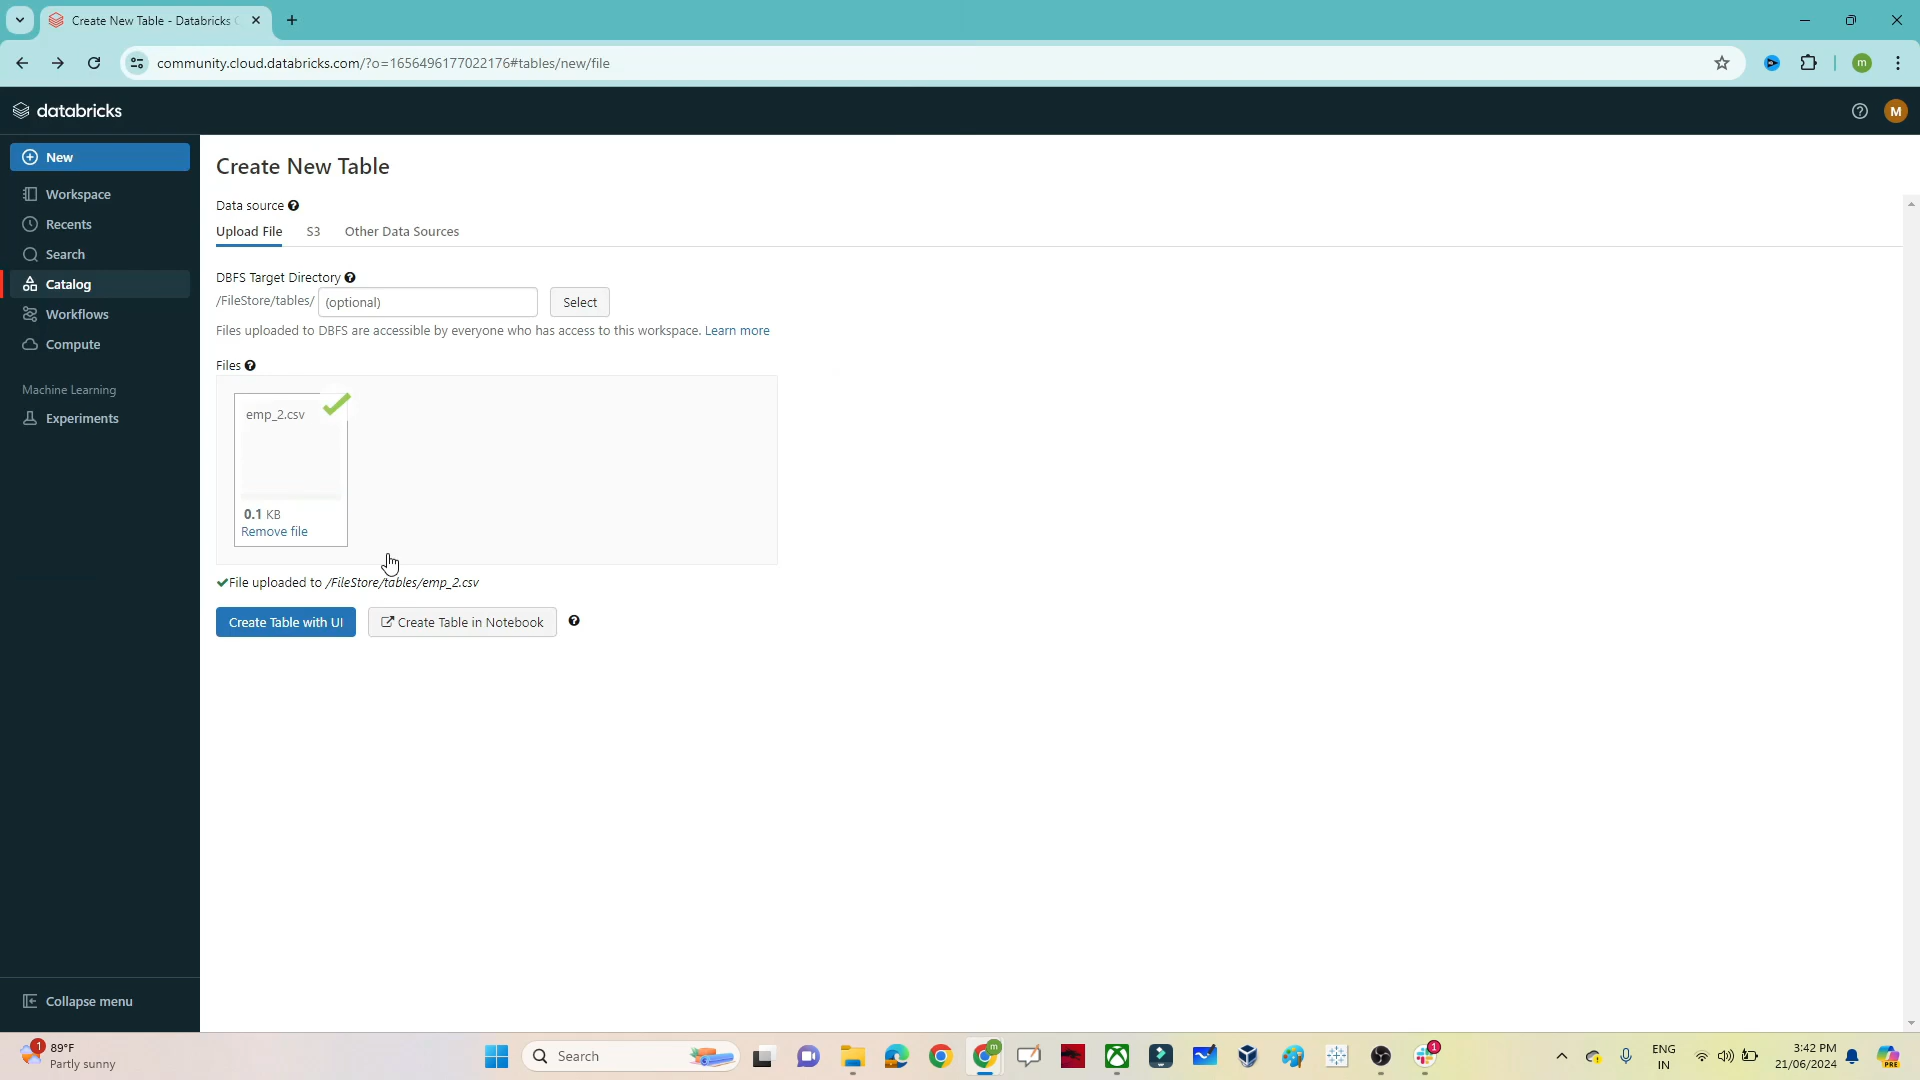 Create New Table - Databricks C
community.cloud.databricks.com/?o=1656496177022176#tables/new/file
m
databricks
M
New
Workspace
Recents
Search
Catalog
Workflows
Compute
Machine Learning
Experiments
Collapse menu
Create New Table
Data source
Upload File S3 Other Data Sources
DBFS Target Directory
/FileStore/tables/ (optional) Select
Files uploaded to DBFS are accessible by everyone who has access to this workspace. Learn more
Files
emp_2.csv
0.1 KB
Remove file
File uploaded to /FileStore/tables/emp_2.csv
Create Table with UI Create Table in Notebook
1
89°F
Partly sunny
Search
m
1
ENG
IN
3:42 PM
21/06/2024
PRE